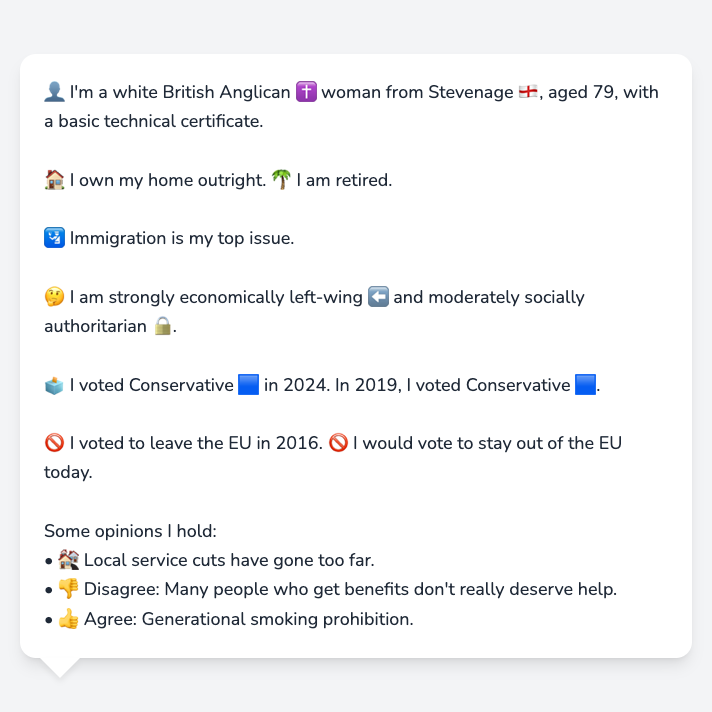 👤 I'm a white British Anglican ✝️ woman from Stevenage 🏴󠁧󠁢󠁥󠁮󠁧󠁿, aged 79, with
a basic technical certificate.
🏠 I own my home outright. 🌴 I am retired.
🛂 Immigration is my top issue.
🤔 I am strongly economically left-wing ⬅️ and moderately socially
authoritarian 🔒.
🗳️ I voted Conservative 🟦 in 2024. In 2019, I voted Conservative 🟦.
🚫 I voted to leave the EU in 2016. 🚫 I would vote to stay out of the EU
today.
Some opinions I hold:
• 🏚️ Local service cuts have gone too far.
• 👎 Disagree: Many people who get benefits don't really deserve help.
• 👍 Agree: Generational smoking prohibition.